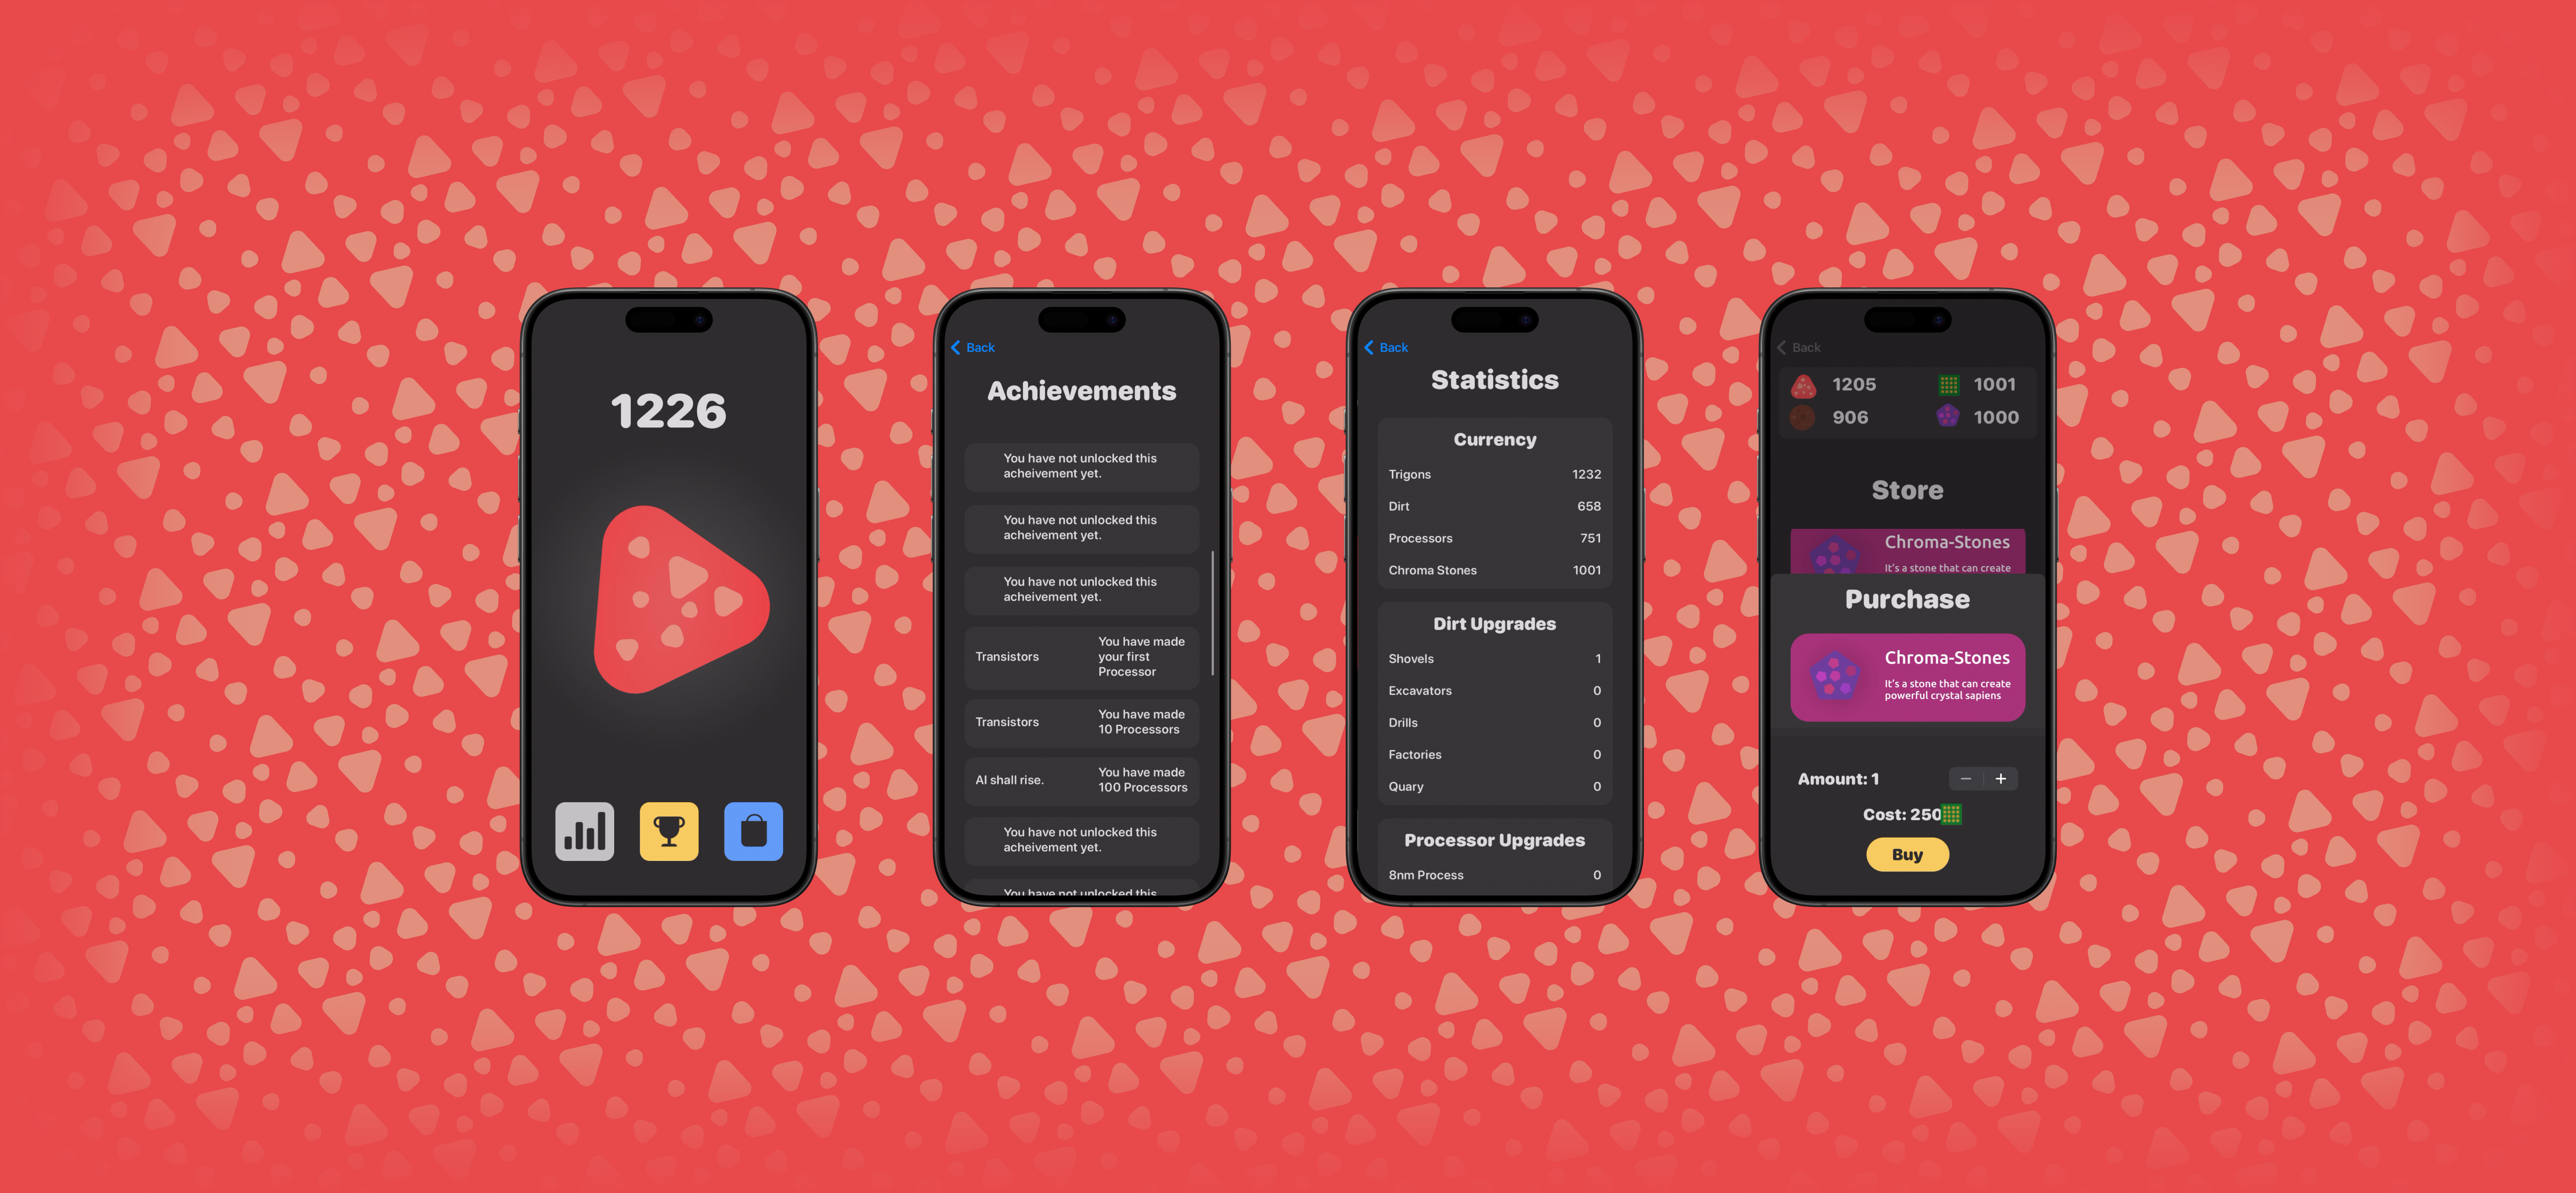 1226
Back
Achievements
You have not unlocked this
acheivement yet.
You have not unlocked this
acheivement yet.
You have not unlocked this
acheivement yet.
Transistors
You have made
your first
Processor
Transistors
You have made
10 Processors
AI shall rise.
You have made
100 Processors
You have not unlocked this
acheivement yet.
You have not unlocked this
Back
Statistics
Currency
Trigons 1232
Dirt 658
Processors 751
Chroma Stones 1001
Dirt Upgrades
Shovels 1
Excavators 0
Drills 0
Factories 0
Quary 0
Processor Upgrades
8nm Process 0
Back
1205 1001
906 1000
Store
Chroma-Stones
It's a stone that can create
Purchase
Chroma-Stones
It's a stone that can create
powerful crystal sapiens
Amount: 1 − +
Cost: 250
Buy